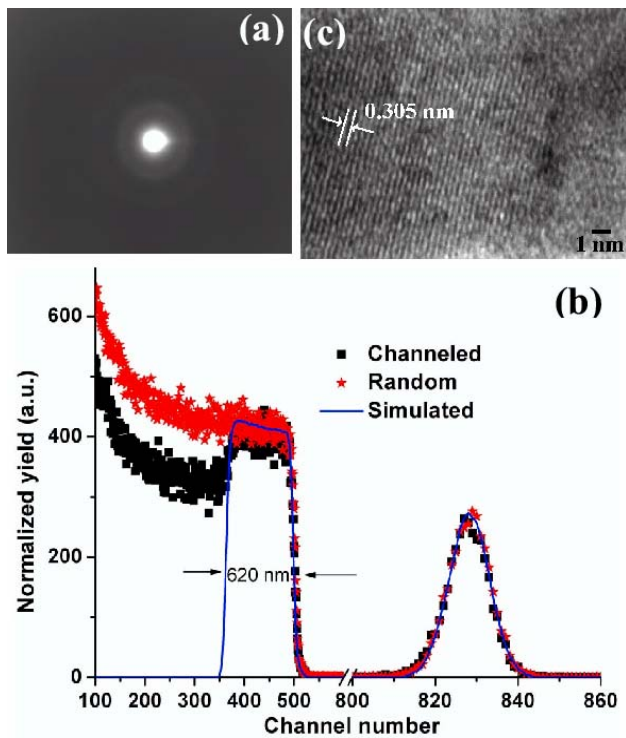 (a)
(c)
0.305 nm
1 nm
(b)
Channeled
Random
Simulated
Normalized yield (a.u.)
600
400
200
0
620 nm
100 200 300 400 500 800 820 840 860
Channel number